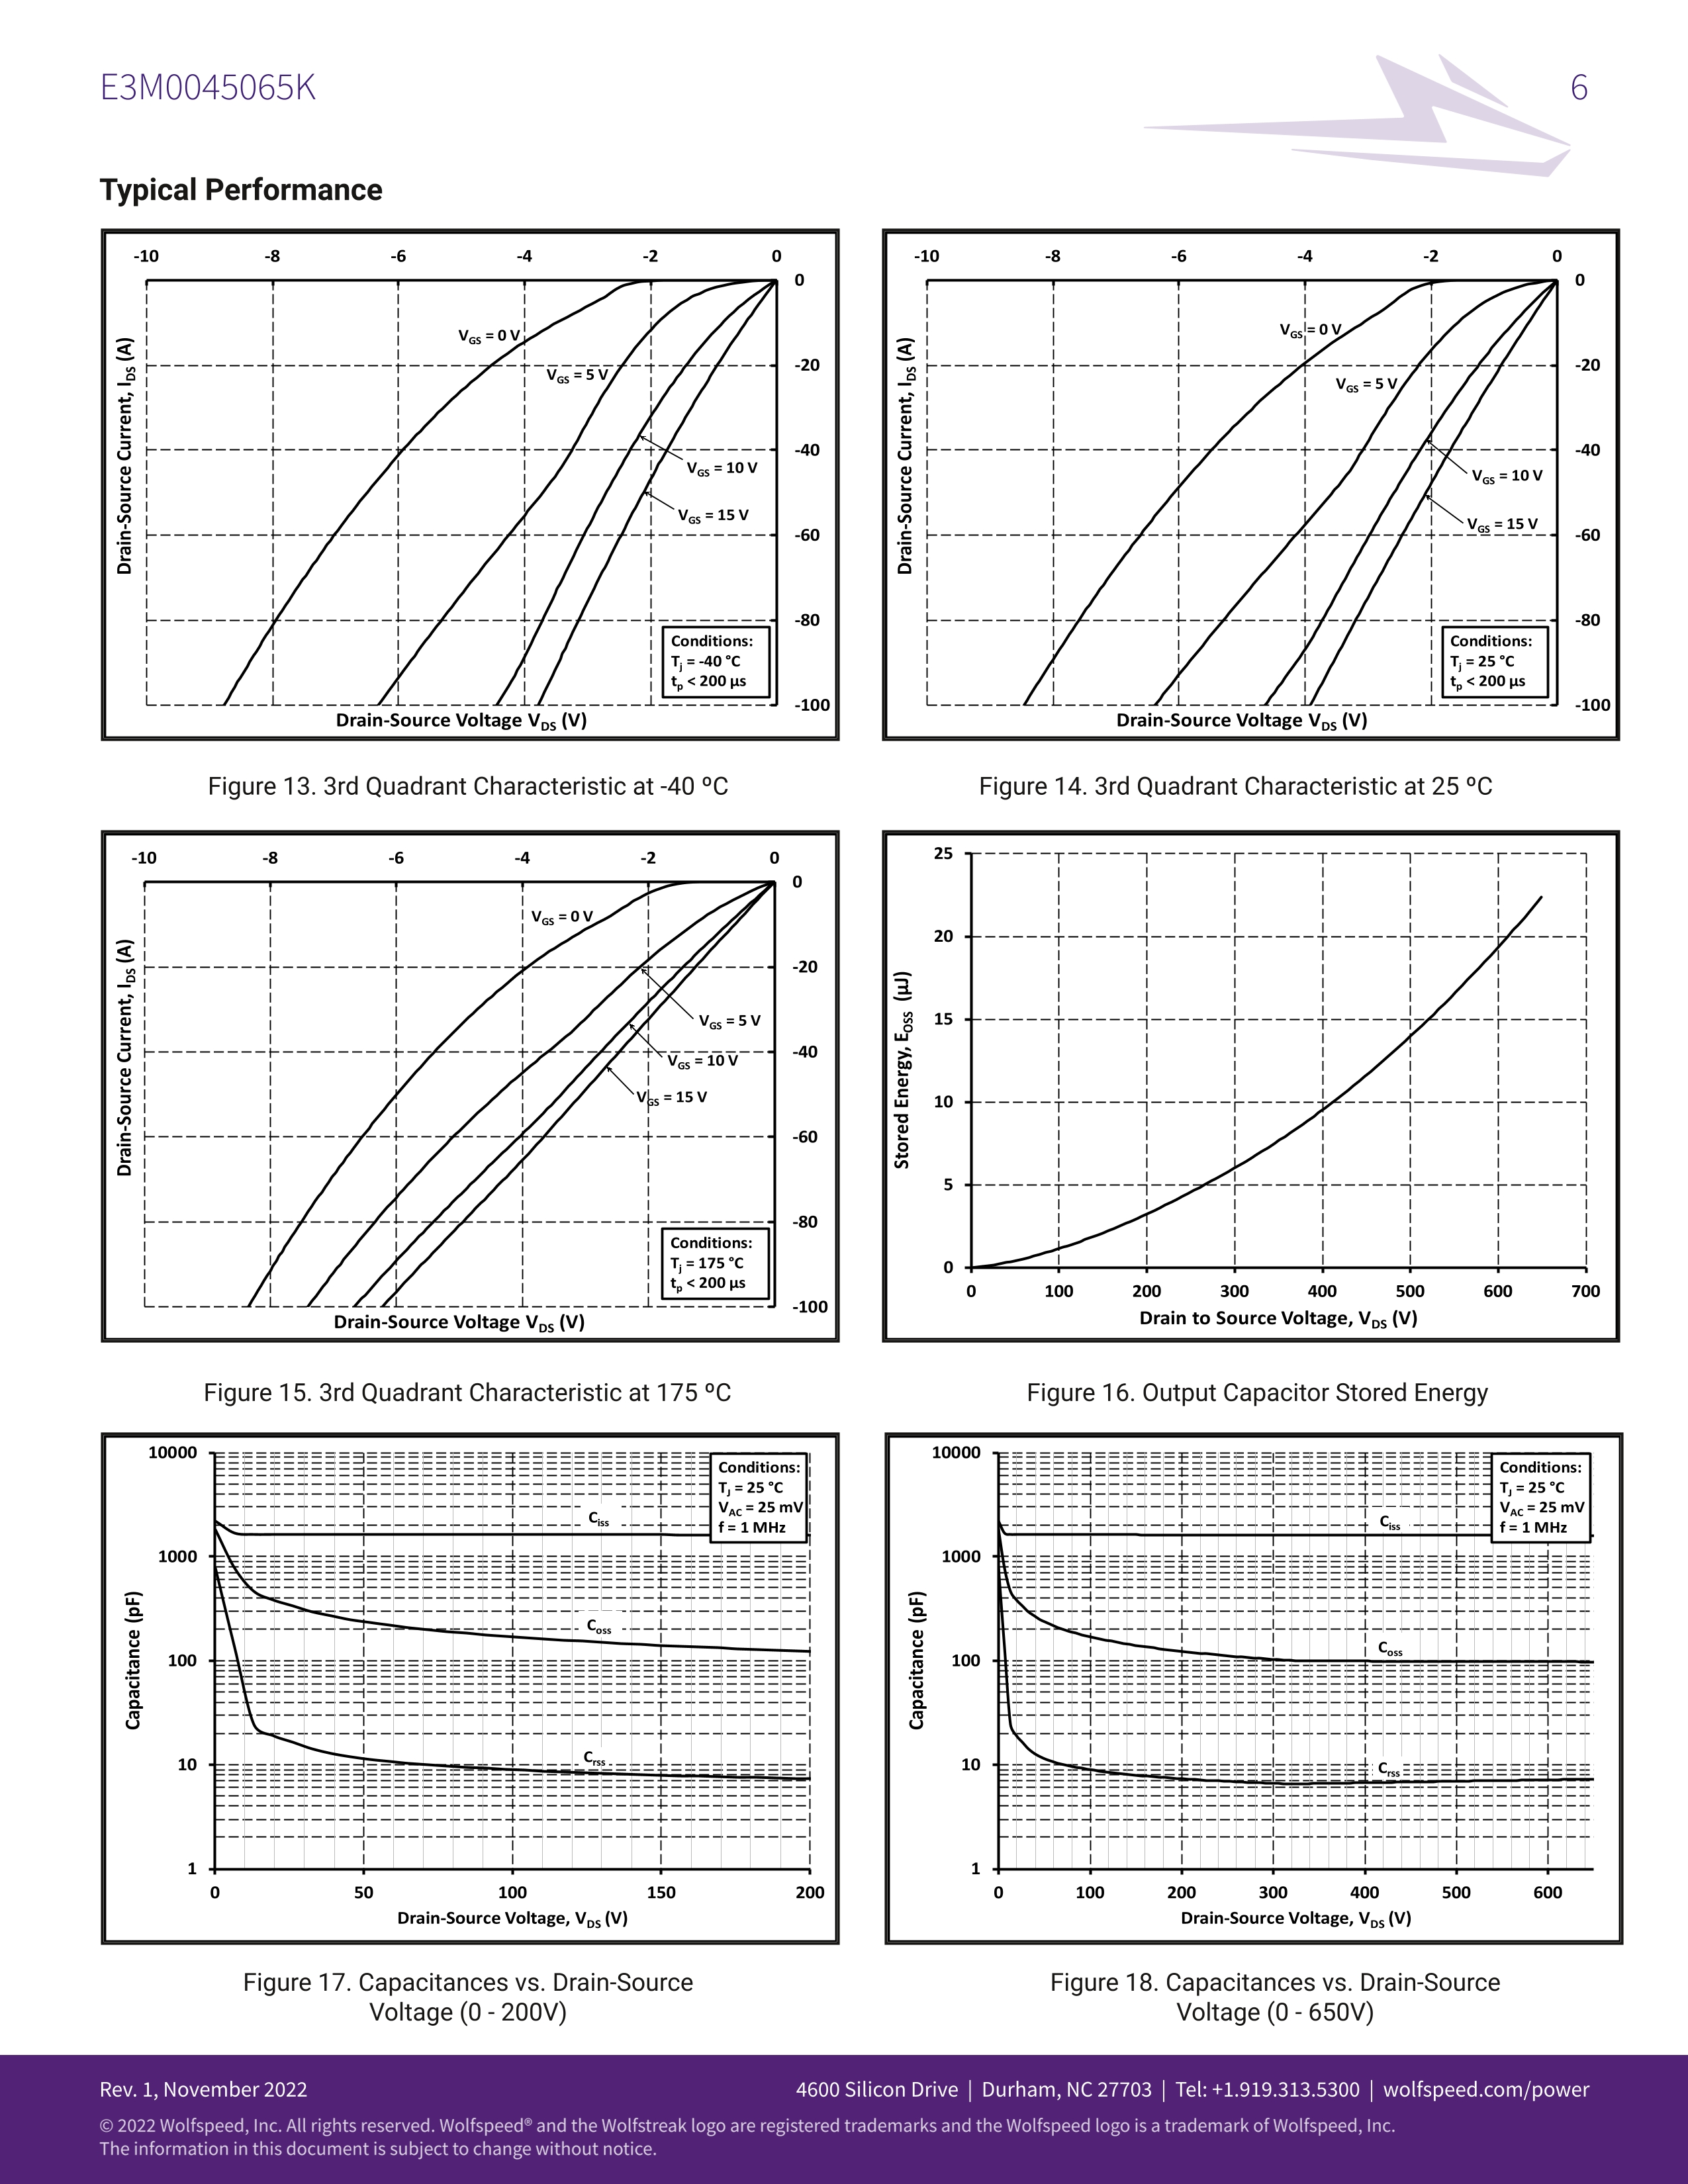 E3M0045065K
6
Typical Performance
-10 -8 -6 -4 -2 0
0
-20
-40
-60
-80
-100
Drain-Source Current, IDS (A)
VGS = 0 V
VGS = 5 V
VGS = 10 V
VGS = 15 V
Conditions:
Tj = -40 °C
tp < 200 µs
Drain-Source Voltage VDS (V)
Figure 13. 3rd Quadrant Characteristic at -40 ºC
-10 -8 -6 -4 -2 0
0
-20
-40
-60
-80
-100
Drain-Source Current, IDS (A)
VGS = 0 V
VGS = 5 V
VGS = 10 V
VGS = 15 V
Conditions:
Tj = 25 °C
tp < 200 µs
Drain-Source Voltage VDS (V)
Figure 14. 3rd Quadrant Characteristic at 25 ºC
-10 -8 -6 -4 -2 0
0
-20
-40
-60
-80
-100
Drain-Source Current, IDS (A)
VGS = 0 V
VGS = 5 V
VGS = 10 V
VGS = 15 V
Conditions:
Tj = 175 °C
tp < 200 µs
Drain-Source Voltage VDS (V)
Figure 15. 3rd Quadrant Characteristic at 175 ºC
25
20
15
10
5
0
Stored Energy, EOSS (µJ)
0 100 200 300 400 500 600 700
Drain to Source Voltage, VDS (V)
Figure 16. Output Capacitor Stored Energy
10000
1000
100
10
1
Capacitance (pF)
Conditions:
TJ = 25 °C
VAC = 25 mV
f = 1 MHz
Ciss
Coss
Crss
0 50 100 150 200
Drain-Source Voltage, VDS (V)
Figure 17. Capacitances vs. Drain-Source
Voltage (0 - 200V)
10000
1000
100
10
1
Capacitance (pF)
Conditions:
TJ = 25 °C
VAC = 25 mV
f = 1 MHz
Ciss
Coss
Crss
0 100 200 300 400 500 600
Drain-Source Voltage, VDS (V)
Figure 18. Capacitances vs. Drain-Source
Voltage (0 - 650V)
Rev. 1, November 2022
4600 Silicon Drive | Durham, NC 27703 | Tel: +1.919.313.5300 | wolfspeed.com/power
© 2022 Wolfspeed, Inc. All rights reserved. Wolfspeed® and the Wolfstreak logo are registered trademarks and the Wolfspeed logo is a trademark of Wolfspeed, Inc.
The information in this document is subject to change without notice.